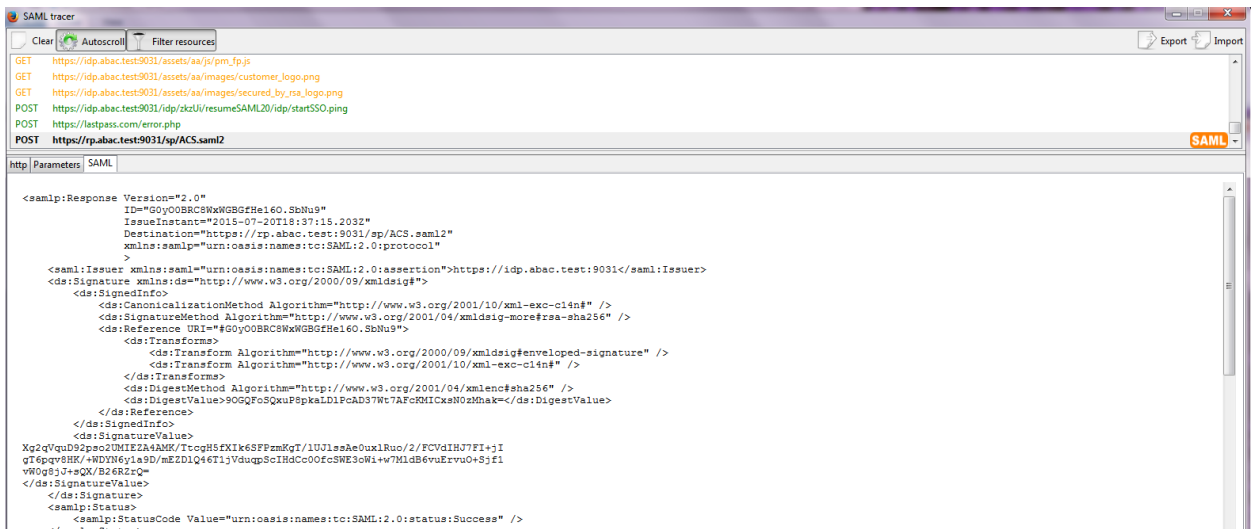 SAML tracer
Clear Autoscroll Filter resources Export Import
GET https://idp.abac.test:9031/assets/aa/js/pm_fp.js
GET https://idp.abac.test:9031/assets/aa/images/customer_logo.png
GET https://idp.abac.test:9031/assets/aa/images/secured_by_rsa_logo.png
POST https://idp.abac.test:9031/idp/zkzUi/resumeSAML20/idp/startSSO.ping
POST https://lastpass.com/error.php
POST https://rp.abac.test:9031/sp/ACS.saml2 SAML
http Parameters SAML
<samlp:Response Version="2.0"
ID="G0yO0BRC8WxWGBGfHe16O.SbNu9"
IssueInstant="2015-07-20T18:37:15.203Z"
Destination="https://rp.abac.test:9031/sp/ACS.saml2"
xmlns:samlp="urn:oasis:names:tc:SAML:2.0:protocol"
>
<saml:Issuer xmlns:saml="urn:oasis:names:tc:SAML:2.0:assertion">https://idp.abac.test:9031</saml:Issuer>
<ds:Signature xmlns:ds="http://www.w3.org/2000/09/xmldsig#">
<ds:SignedInfo>
<ds:CanonicalizationMethod Algorithm="http://www.w3.org/2001/10/xml-exc-c14n#" />
<ds:SignatureMethod Algorithm="http://www.w3.org/2001/04/xmldsig-more#rsa-sha256" />
<ds:Reference URI="#G0yO0BRC8WxWGBGfHe16O.SbNu9">
<ds:Transforms>
<ds:Transform Algorithm="http://www.w3.org/2000/09/xmldsig#enveloped-signature" />
<ds:Transform Algorithm="http://www.w3.org/2001/10/xml-exc-c14n#" />
</ds:Transforms>
<ds:DigestMethod Algorithm="http://www.w3.org/2001/04/xmlenc#sha256" />
<ds:DigestValue>9OGQFoSQxuP8pkaLDlPcAD37Wt7AFcKMICxsN0zMhak=</ds:DigestValue>
</ds:Reference>
</ds:SignedInfo>
<ds:SignatureValue>
Xg2qVquD92pso2UMIEZA4AMK/TtcgH5fXIk6SFPzmKgT/lUJlssAe0uxlRuo/2/FCVdIHJ7FI+jI
gT6pqv8HK/+WDYN6y1a9D/mEZDlQ46T1jVduqpScIHdCc0OfcSWE3oWi+w7MldB6vuErvuO+Sjf1
vW0g8jJ+sQX/B26RZrQ=
</ds:SignatureValue>
</ds:Signature>
<samlp:Status>
<samlp:StatusCode Value="urn:oasis:names:tc:SAML:2.0:status:Success" />